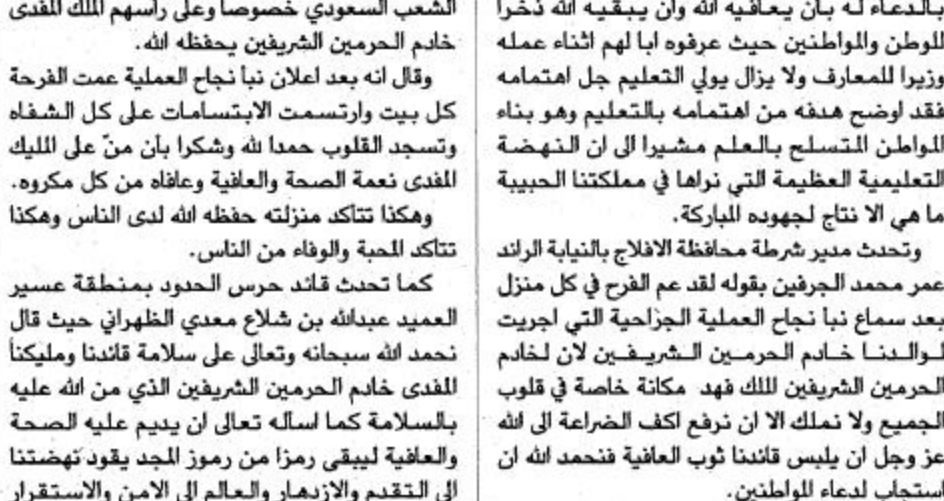 بالدعاء له بان يعافيه الله وان يبقيه الله ذخرا
للوطن والمواطنين حيث عرفوه ابا لهم اثناء عمله
وزيرا للمعارف ولا يزال يولي التعليم جل اهتمامه
فقد اوضح هدفه من اهتمامه بالتعليم وهو بناء
المواطن المتسلح بالعلم مشيرا الى ان النهضة
التعليمية العظيمة التي نراها في مملكتنا الحبيبة
ما هي الا نتاج لجهوده المباركة.
وتحدث مدير شرطة محافظة الافلاج بالنيابة الرائد
عمر محمد الجرفين بقوله لقد عم الفرح في كل منزل
بعد سماع نبا نجاح العملية الجراحية التي اجريت
لوالدنا خادم الحرمين الشريفين لان لخادم
الحرمين الشريفين الملك فهد مكانة خاصة في قلوب
الجميع ولا نملك الا ان نرفع اكف الضراعة الى الله
عز وجل ان يلبس قائدنا ثوب العافية فنحمد الله ان
استجاب لدعاء المواطنين.
الشعب السعودي خصوصا وعلى راسهم الملك المفدى
خادم الحرمين الشريفين يحفظه الله.
وقال انه بعد اعلان نبأ نجاح العملية عمت الفرحة
كل بيت وارتسمت الابتسامات على كل الشفاه
وتسجد القلوب حمدا لله وشكرا بأن منّ على المليك
المفدى نعمة الصحة والعافية وعافاه من كل مكروه.
وهكذا تتاكد منزلته حفظه الله لدى الناس وهكذا
تتاكد المحبة والوفاء من الناس.
كما تحدث قائد حرس الحدود بمنطقة عسير
العميد عبدالله بن شلاع معدي الظهراني حيث قال
نحمد الله سبحانه وتعالى على سلامة قائدنا ومليكنأ
المفدى خادم الحرمين الشريفين الذي من الله عليه
بالسلامة كما اساله تعالى ان يديم عليه الصحة
والعافية ليبقى رمزا من رموز المجد يقود نهضتنا
الى التقدم والازدهار والعالم الى الامن والاستقرار